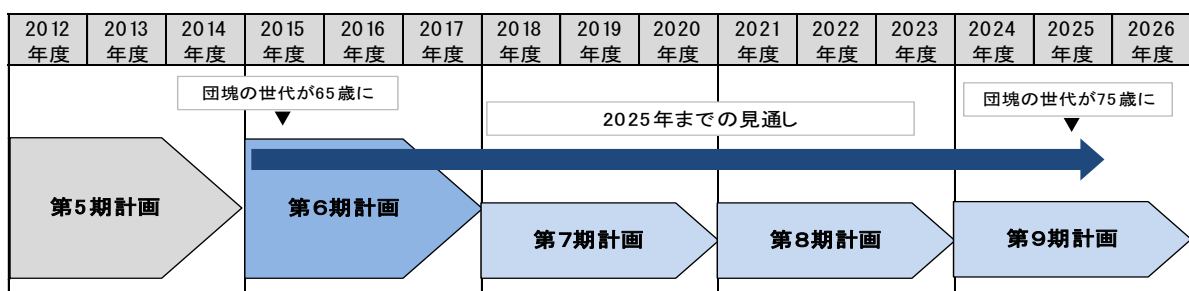 2012 2013 2014 2015 2016 2017 2018 2019 2020 2021 2022 2023 2024 2025 2026
年度 年度 年度 年度 年度 年度 年度 年度 年度 年度 年度 年度 年度 年度 年度
団塊の世代が65歳に
団塊の世代が75歳に
2025年までの見通し
第5期計画
第6期計画
第7期計画
第8期計画
第9期計画